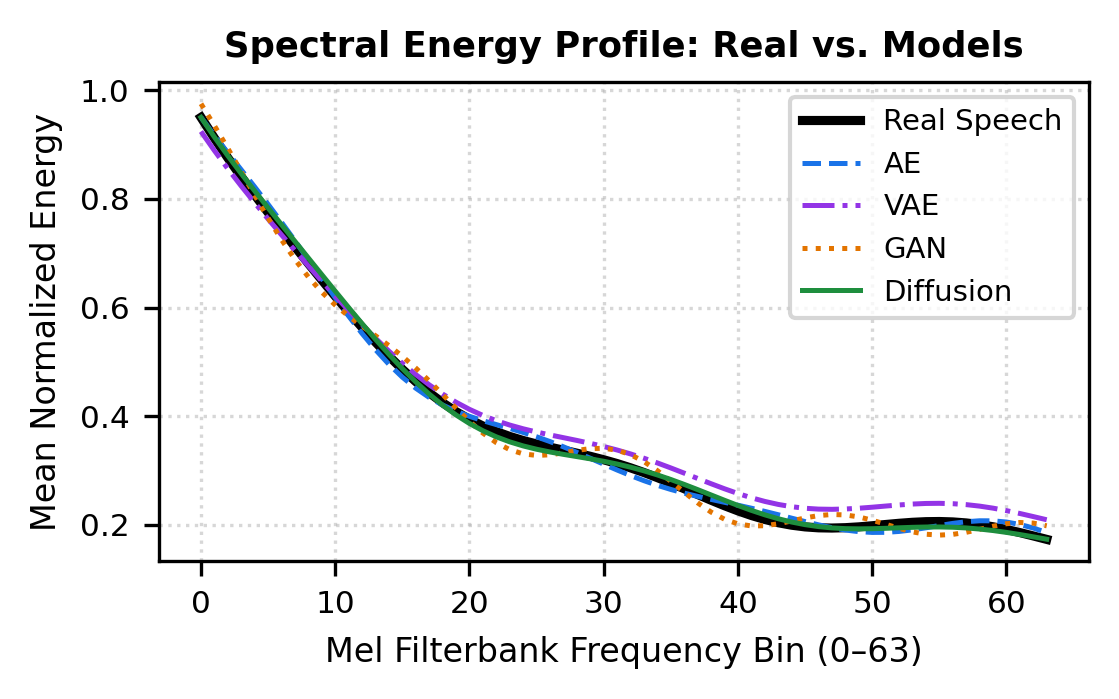 Spectral Energy Profile: Real vs. Models
Mean Normalized Energy
1.0
0.8
0.6
0.4
0.2
Real Speech
AE
VAE
GAN
Diffusion
0 10 20 30 40 50 60
Mel Filterbank Frequency Bin (0–63)